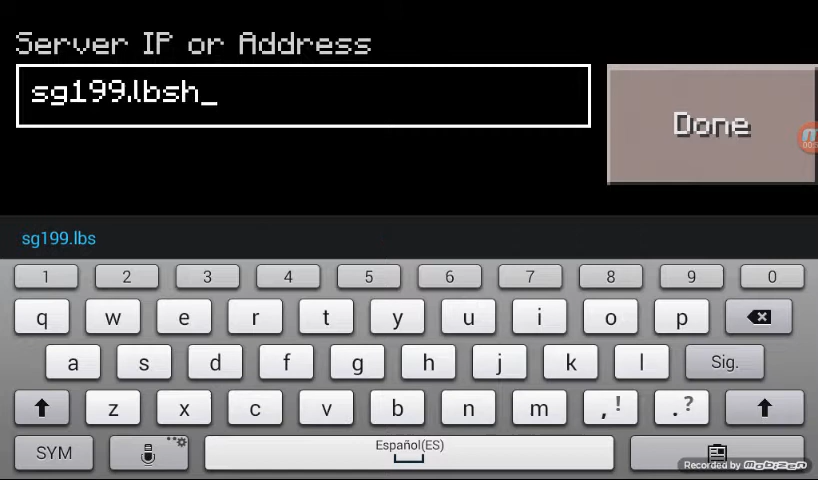 Server IP or Address
sg199.lbsh_
Done
sg199.lbs
1 2 3 4 5 6 7 8 9 0
q w e r t y u i o p
a s d f g h j k l Sig.
z x c v b n m ,! .?
SYM Español(ES)
Recorded by mobizen